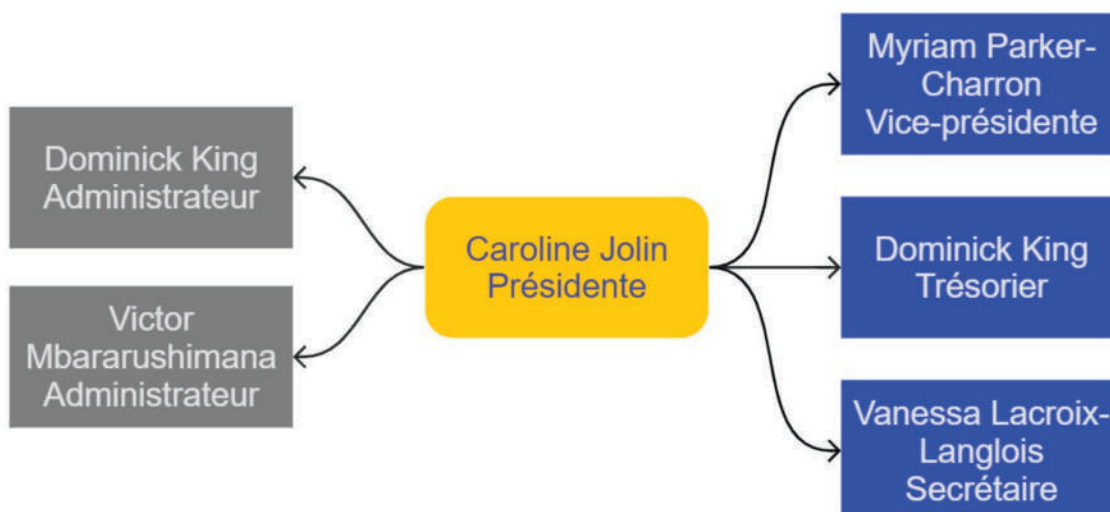 Dominick King
Administrateur
Victor
Mbararushimana
Administrateur
Caroline Jolin
Présidente
Myriam Parker-
Charron
Vice-présidente
Dominick King
Trésorier
Vanessa Lacroix-
Langlois
Secrétaire